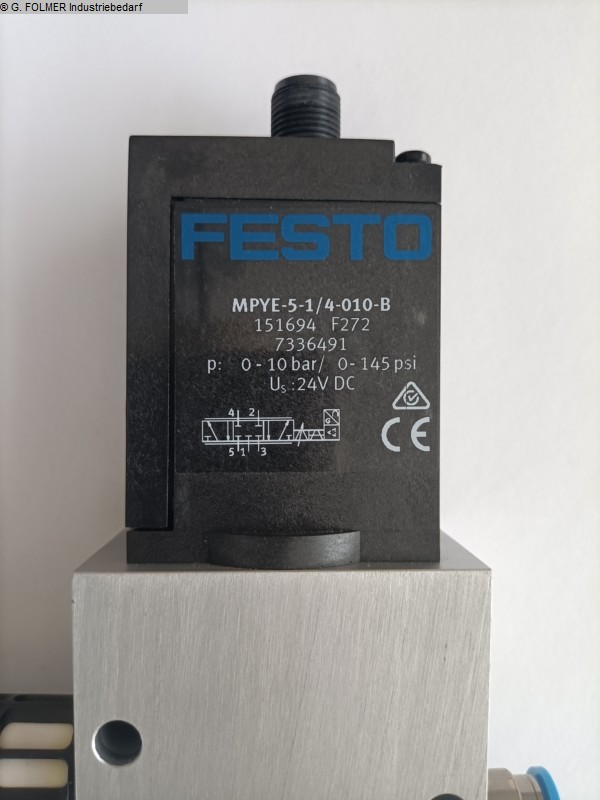 © G. FOLMER Industriebedarf
FESTO
MPYE-5-1/4-010-B
151694 F272
7336491
p: 0-10 bar/ 0-145 psi
Us:24V DC
4 2
G
5 1 3
CE